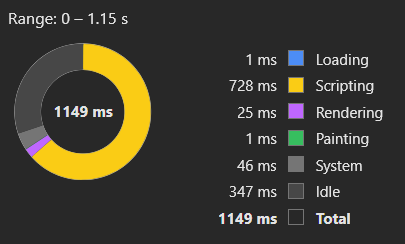 Range: 0 – 1.15 s
1149 ms
1 ms Loading
728 ms Scripting
25 ms Rendering
1 ms Painting
46 ms System
347 ms Idle
1149 ms Total